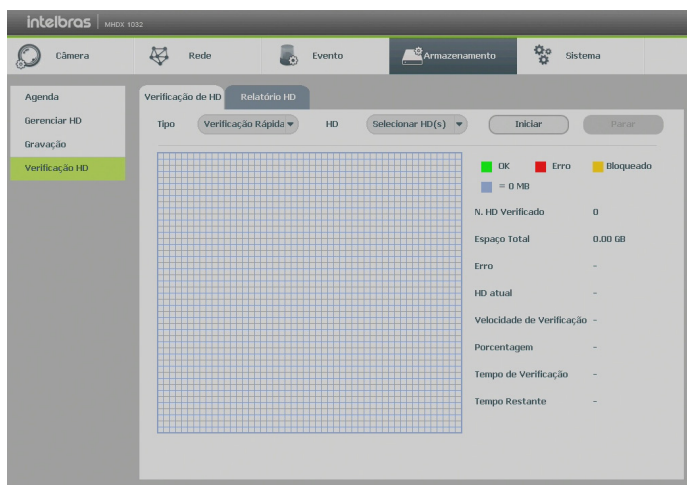 intelbras | MHDX 1032
Câmera Rede Evento Armazenamento Sistema
Agenda
Gerenciar HD
Gravação
Verificação HD
Verificação de HD Relatório HD
Tipo Verificação Rápida HD Selecionar HD(s) Iniciar Parar
OK Erro Bloqueado
= 0 MB
N. HD Verificado 0
Espaço Total 0.00 GB
Erro -
HD atual -
Velocidade de Verificação -
Porcentagem -
Tempo de Verificação -
Tempo Restante -